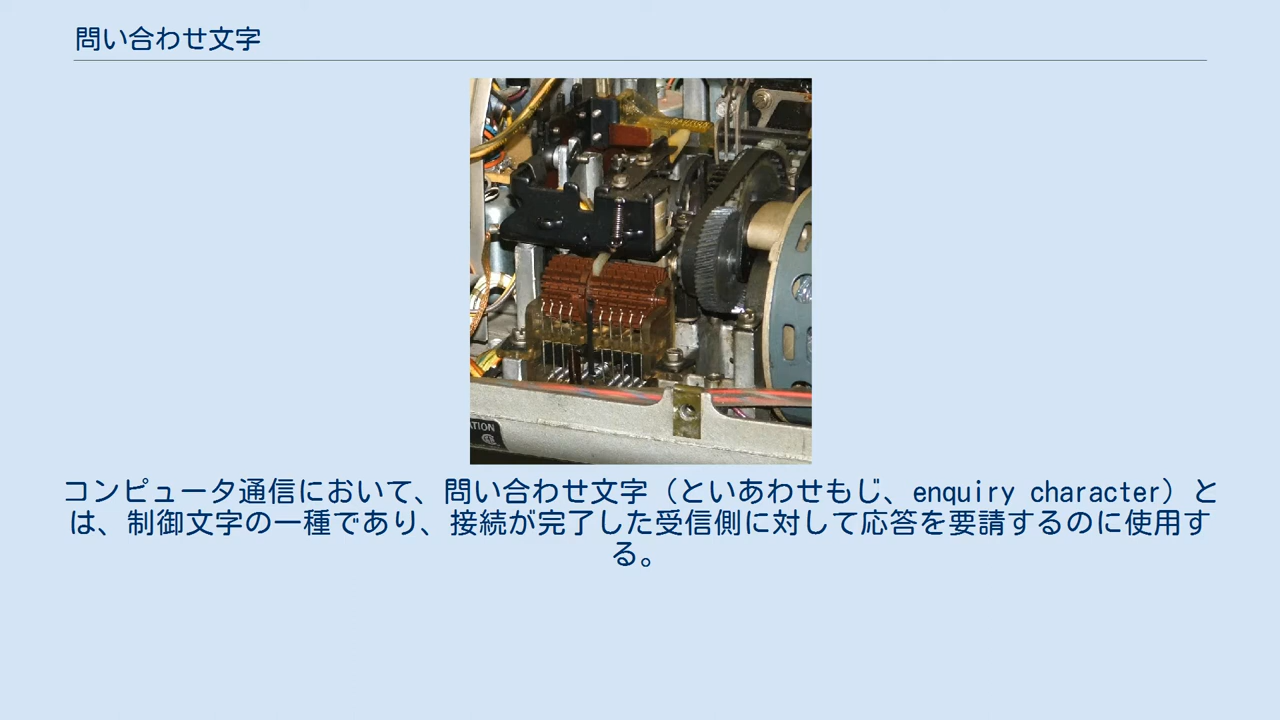 問い合わせ文字
ATION
コンピュータ通信において、問い合わせ文字（といあわせもじ、enquiry character）と
は、制御文字の一種であり、接続が完了した受信側に対して応答を要請するのに使用す
る。